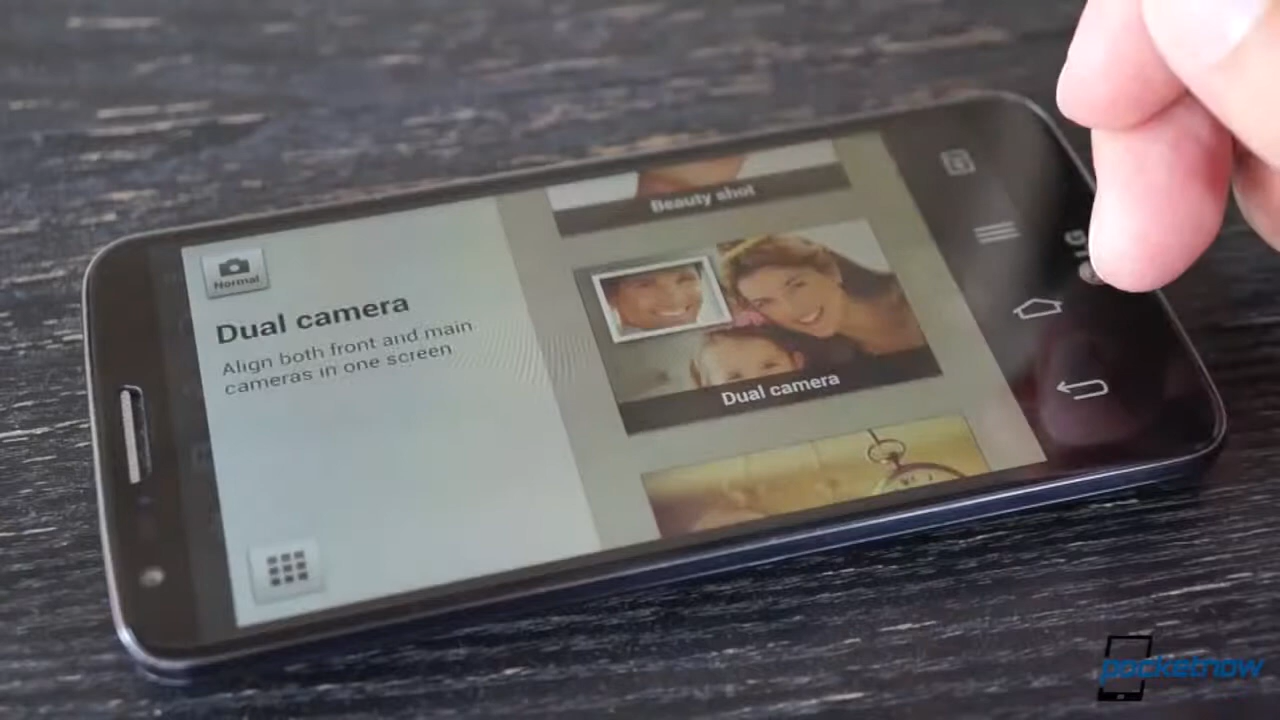 Beauty shot
Normal
Dual camera
Align both front and main
cameras in one screen
Dual camera
LG
pocketnow